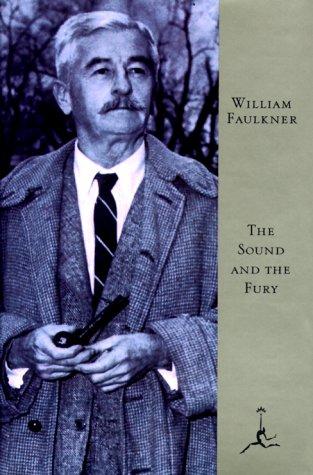 WILLIAM
FAULKNER
THE
SOUND
AND THE
FURY